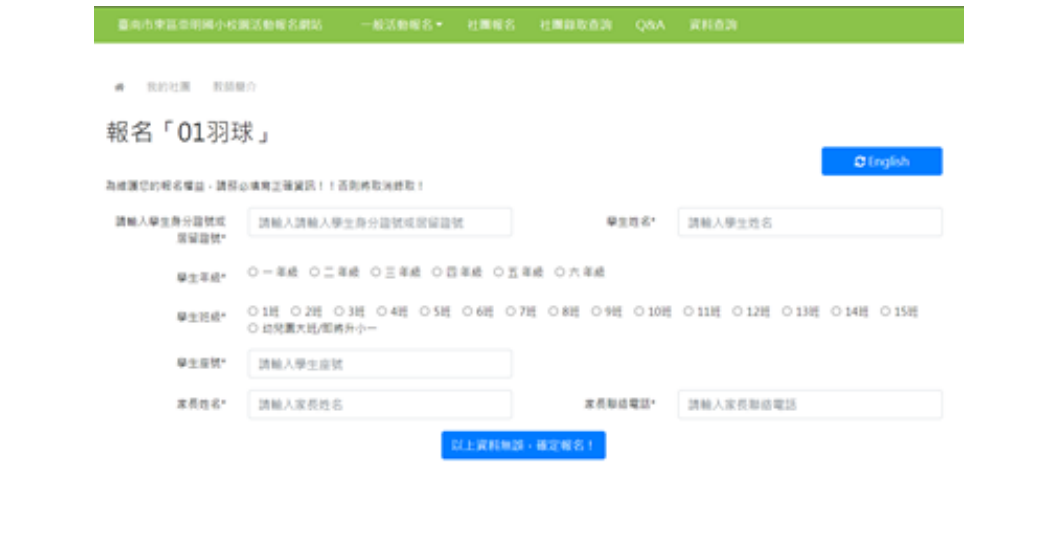 臺南市東區崇明國小校園活動報名網站 一般活動報名 社團報名 社團錄取查詢 Q&A 資料查詢
我的社團 教師簡介
報名「01羽球」
English
為維護您的報名權益，請務必填寫正確資訊！！否則將取消錄取！
請輸入學生身分證號或居留證號* 請輸入請輸入學生身分證號或居留證號 學生姓名* 請輸入學生姓名
學生年級* 一年級 二年級 三年級 四年級 五年級 六年級
學生班級* 1班 2班 3班 4班 5班 6班 7班 8班 9班 10班 11班 12班 13班 14班 15班
幼兒園大班/即將升小一
學生座號* 請輸入學生座號
家長姓名* 請輸入家長姓名 家長聯絡電話* 請輸入家長聯絡電話
以上資料無誤，確定報名！